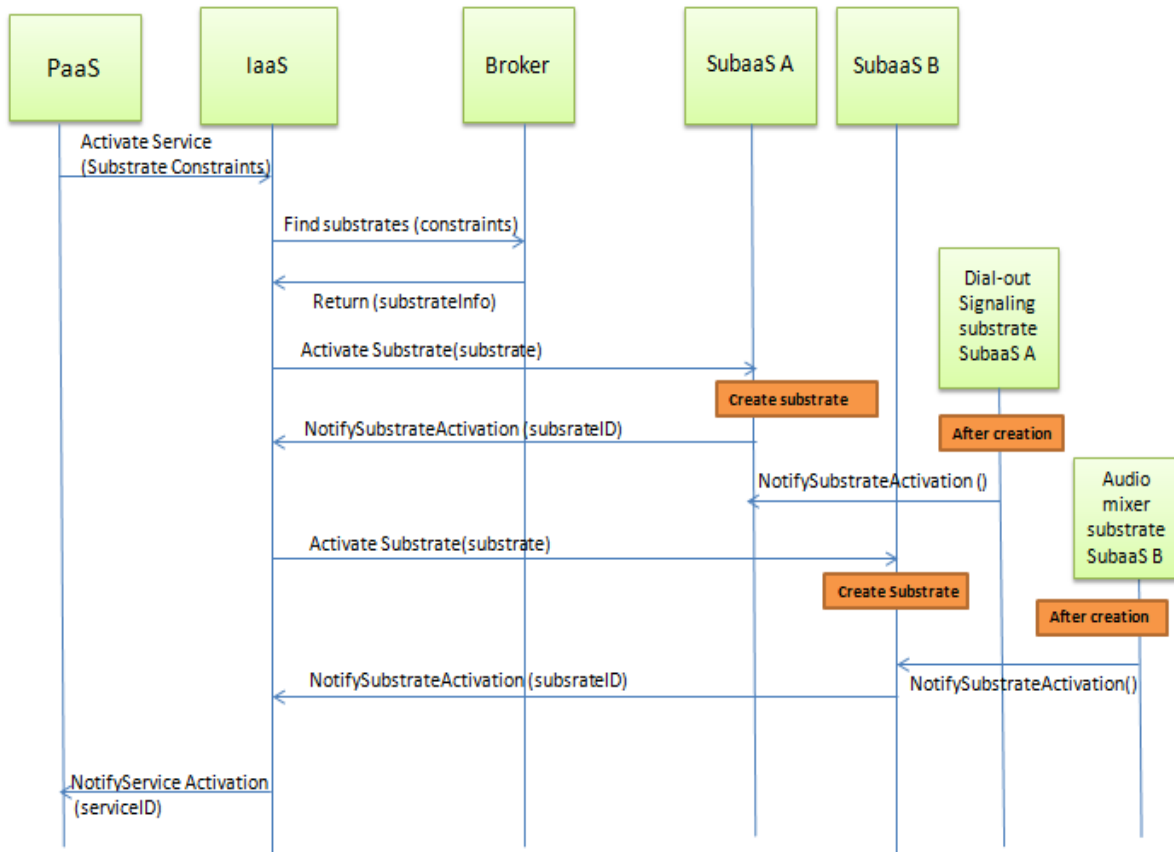 PaaS
IaaS
Broker
SubaaS A
SubaaS B
Activate Service
(Substrate Constraints)
Find substrates (constraints)
Return (substrateInfo)
Dial-out
Signaling
substrate
SubaaS A
Activate Substrate(substrate)
Create substrate
NotifySubstrateActivation (subsrateID)
After creation
NotifySubstrateActivation ()
Audio
mixer
substrate
SubaaS B
Activate Substrate(substrate)
Create Substrate
After creation
NotifySubstrateActivation (subsrateID)
NotifySubstrateActivation()
NotifyService Activation
(serviceID)